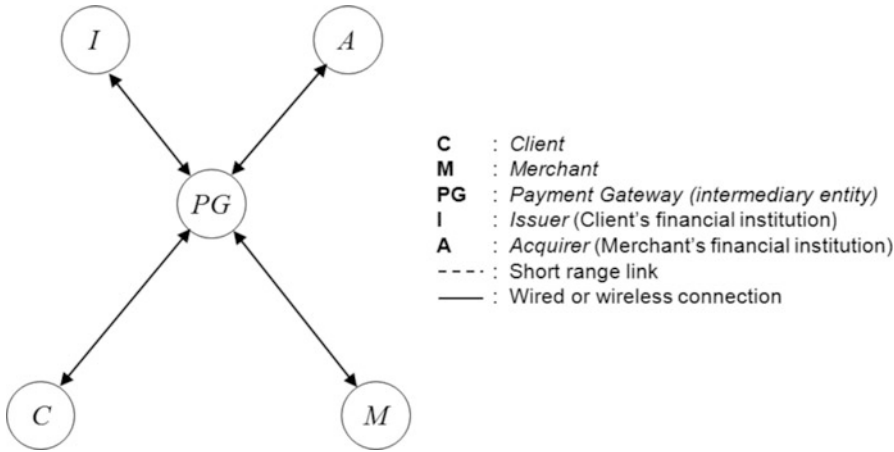 I
A
PG
C
M
C : Client
M : Merchant
PG : Payment Gateway (intermediary entity)
I : Issuer (Client's financial institution)
A : Acquirer (Merchant's financial institution)
---- : Short range link
—— : Wired or wireless connection